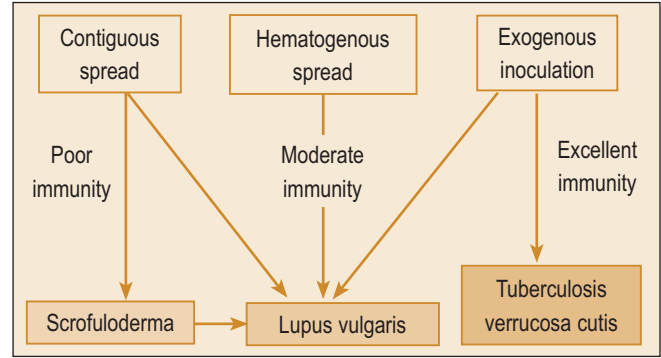 Contiguous
spread
Hematogenous
spread
Exogenous
inoculation
Poor
immunity
Moderate
immunity
Excellent
immunity
Scrofuloderma
Lupus vulgaris
Tuberculosis
verrucosa cutis